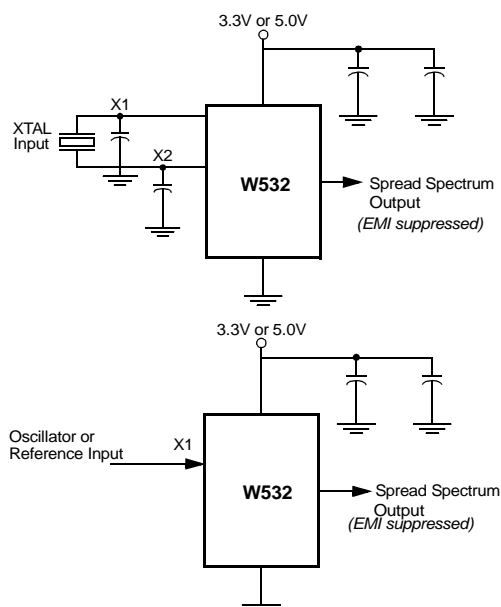 3.3V or 5.0V
X1
XTAL
Input
X2
W532
Spread Spectrum
Output
(EMI suppressed)
3.3V or 5.0V
Oscillator or
Reference Input
X1
W532
Spread Spectrum
Output
(EMI suppressed)